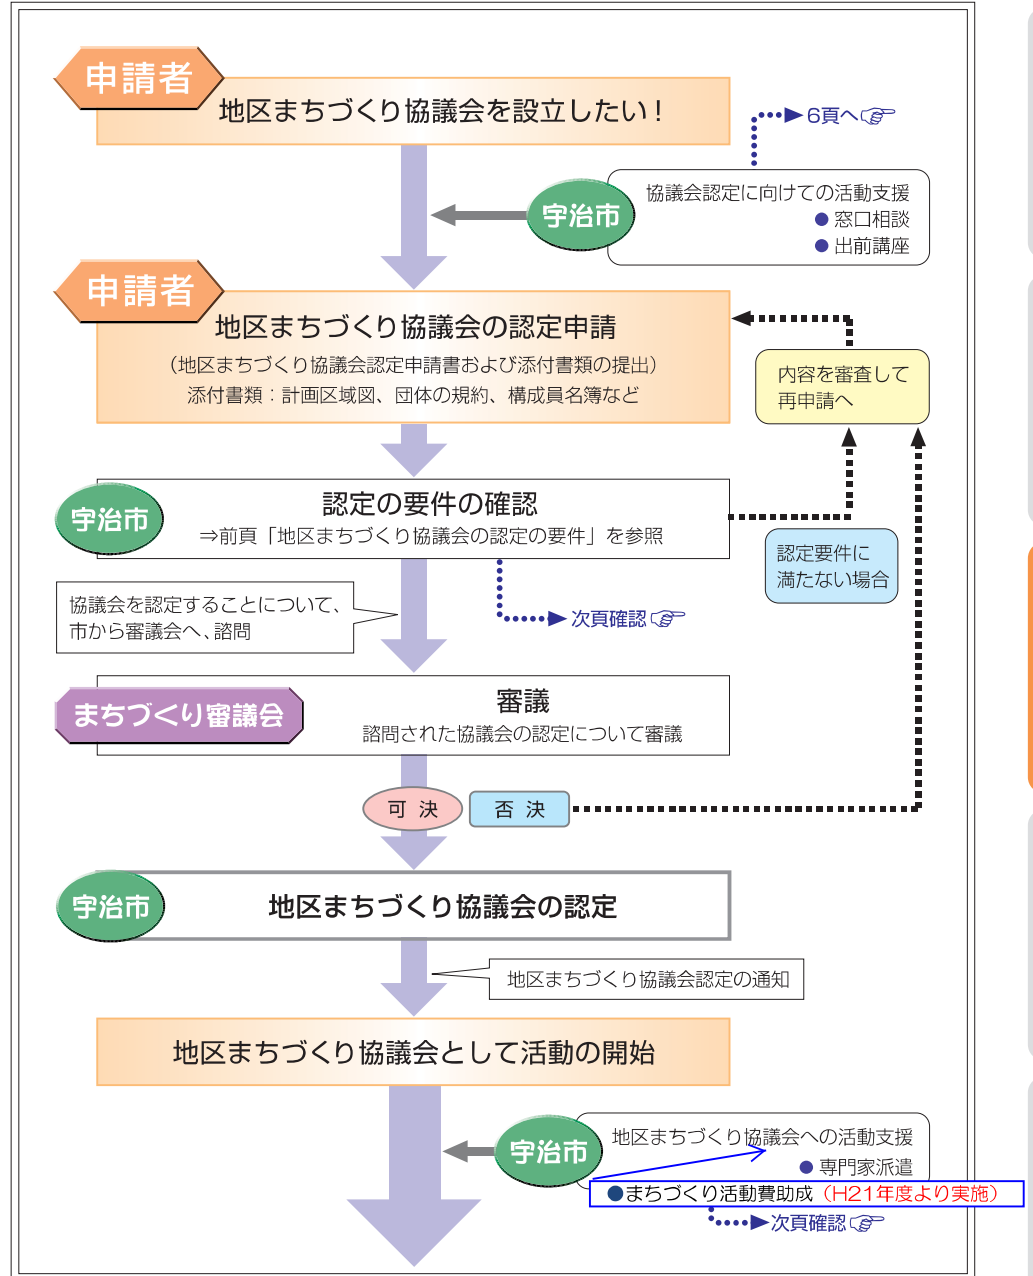 申請者
地区まちづくり協議会を設立したい！
6頁へ
宇治市
協議会認定に向けての活動支援
● 窓口相談
● 出前講座
申請者
地区まちづくり協議会の認定申請
（地区まちづくり協議会認定申請書および添付書類の提出）
添付書類：計画区域図、団体の規約、構成員名簿など
内容を審査して
再申請へ
宇治市
認定の要件の確認
⇒前頁「地区まちづくり協議会の認定の要件」を参照
認定要件に
満たない場合
協議会を認定することについて、
市から審議会へ、諮問
次頁確認
まちづくり審議会
審議
諮問された協議会の認定について審議
可 決
否 決
宇治市
地区まちづくり協議会の認定
地区まちづくり協議会認定の通知
地区まちづくり協議会として活動の開始
宇治市
地区まちづくり協議会への活動支援
● 専門家派遣
●まちづくり活動費助成（H21年度より実施）
次頁確認